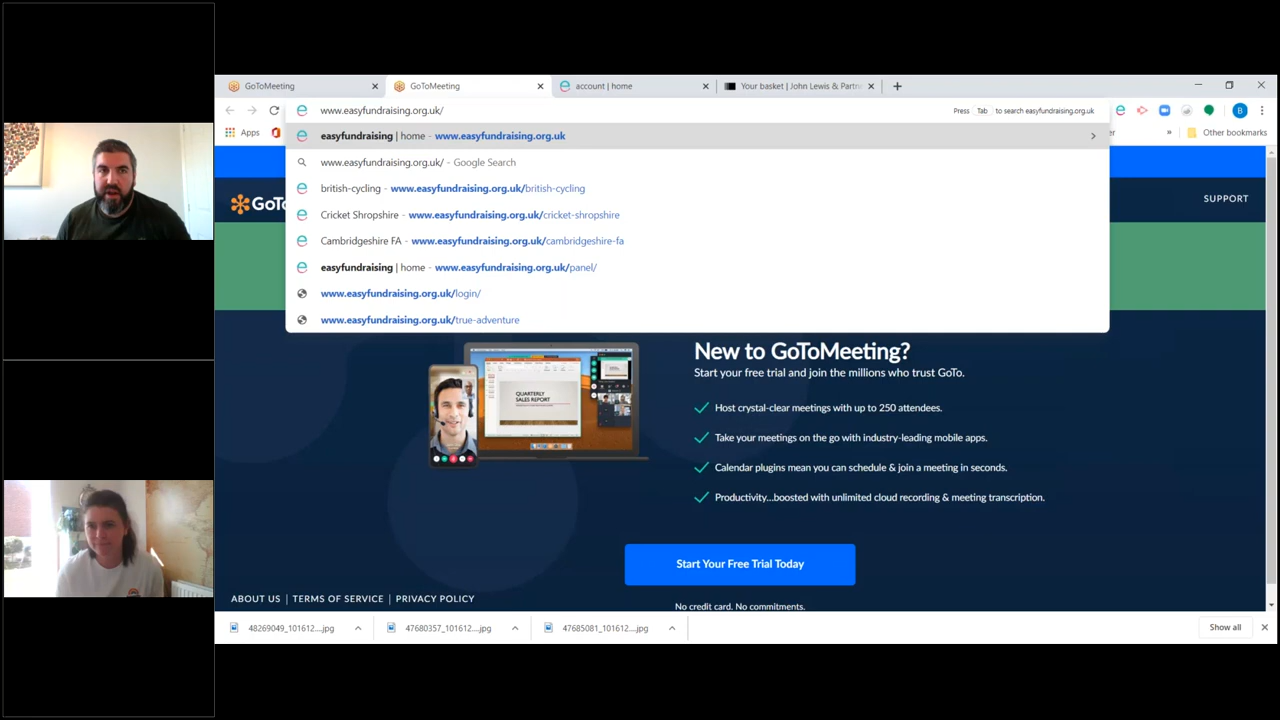 GoToMeeting
GoToMeeting
account | home
Your basket | John Lewis & Partn
www.easyfundraising.org.uk/
Press Tab to search easyfundraising.org.uk
B
Apps
Other bookmarks
easyfundraising | home - www.easyfundraising.org.uk
www.easyfundraising.org.uk/ - Google Search
british-cycling - www.easyfundraising.org.uk/british-cycling
Cricket Shropshire - www.easyfundraising.org.uk/cricket-shropshire
Cambridgeshire FA - www.easyfundraising.org.uk/cambridgeshire-fa
easyfundraising | home - www.easyfundraising.org.uk/panel/
www.easyfundraising.org.uk/login/
www.easyfundraising.org.uk/true-adventure
GoTo
SUPPORT
QUARTERLY
SALES REPORT
New to GoToMeeting?
Start your free trial and join the millions who trust GoTo.
Host crystal-clear meetings with up to 250 attendees.
Take your meetings on the go with industry-leading mobile apps.
Calendar plugins mean you can schedule & join a meeting in seconds.
Productivity...boosted with unlimited cloud recording & meeting transcription.
Start Your Free Trial Today
No credit card. No commitments.
ABOUT US | TERMS OF SERVICE | PRIVACY POLICY
48269049_101612....jpg
47680357_101612....jpg
47685081_101612....jpg
Show all